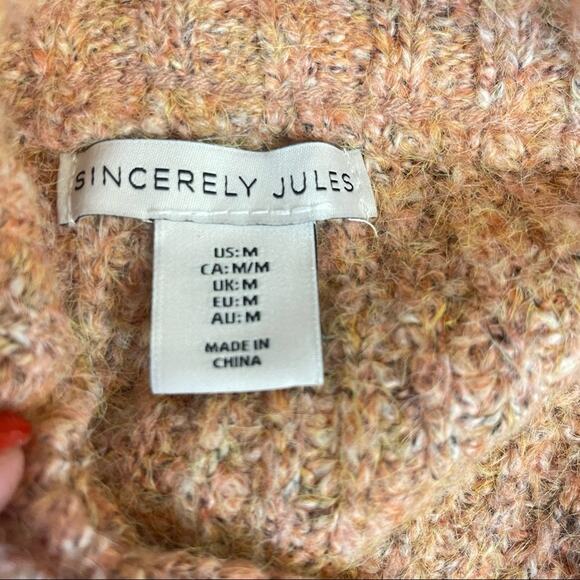 SINCERELY JULES
US: M
CA: M/M
UK: M
EU: M
AU: M
MADE IN
CHINA